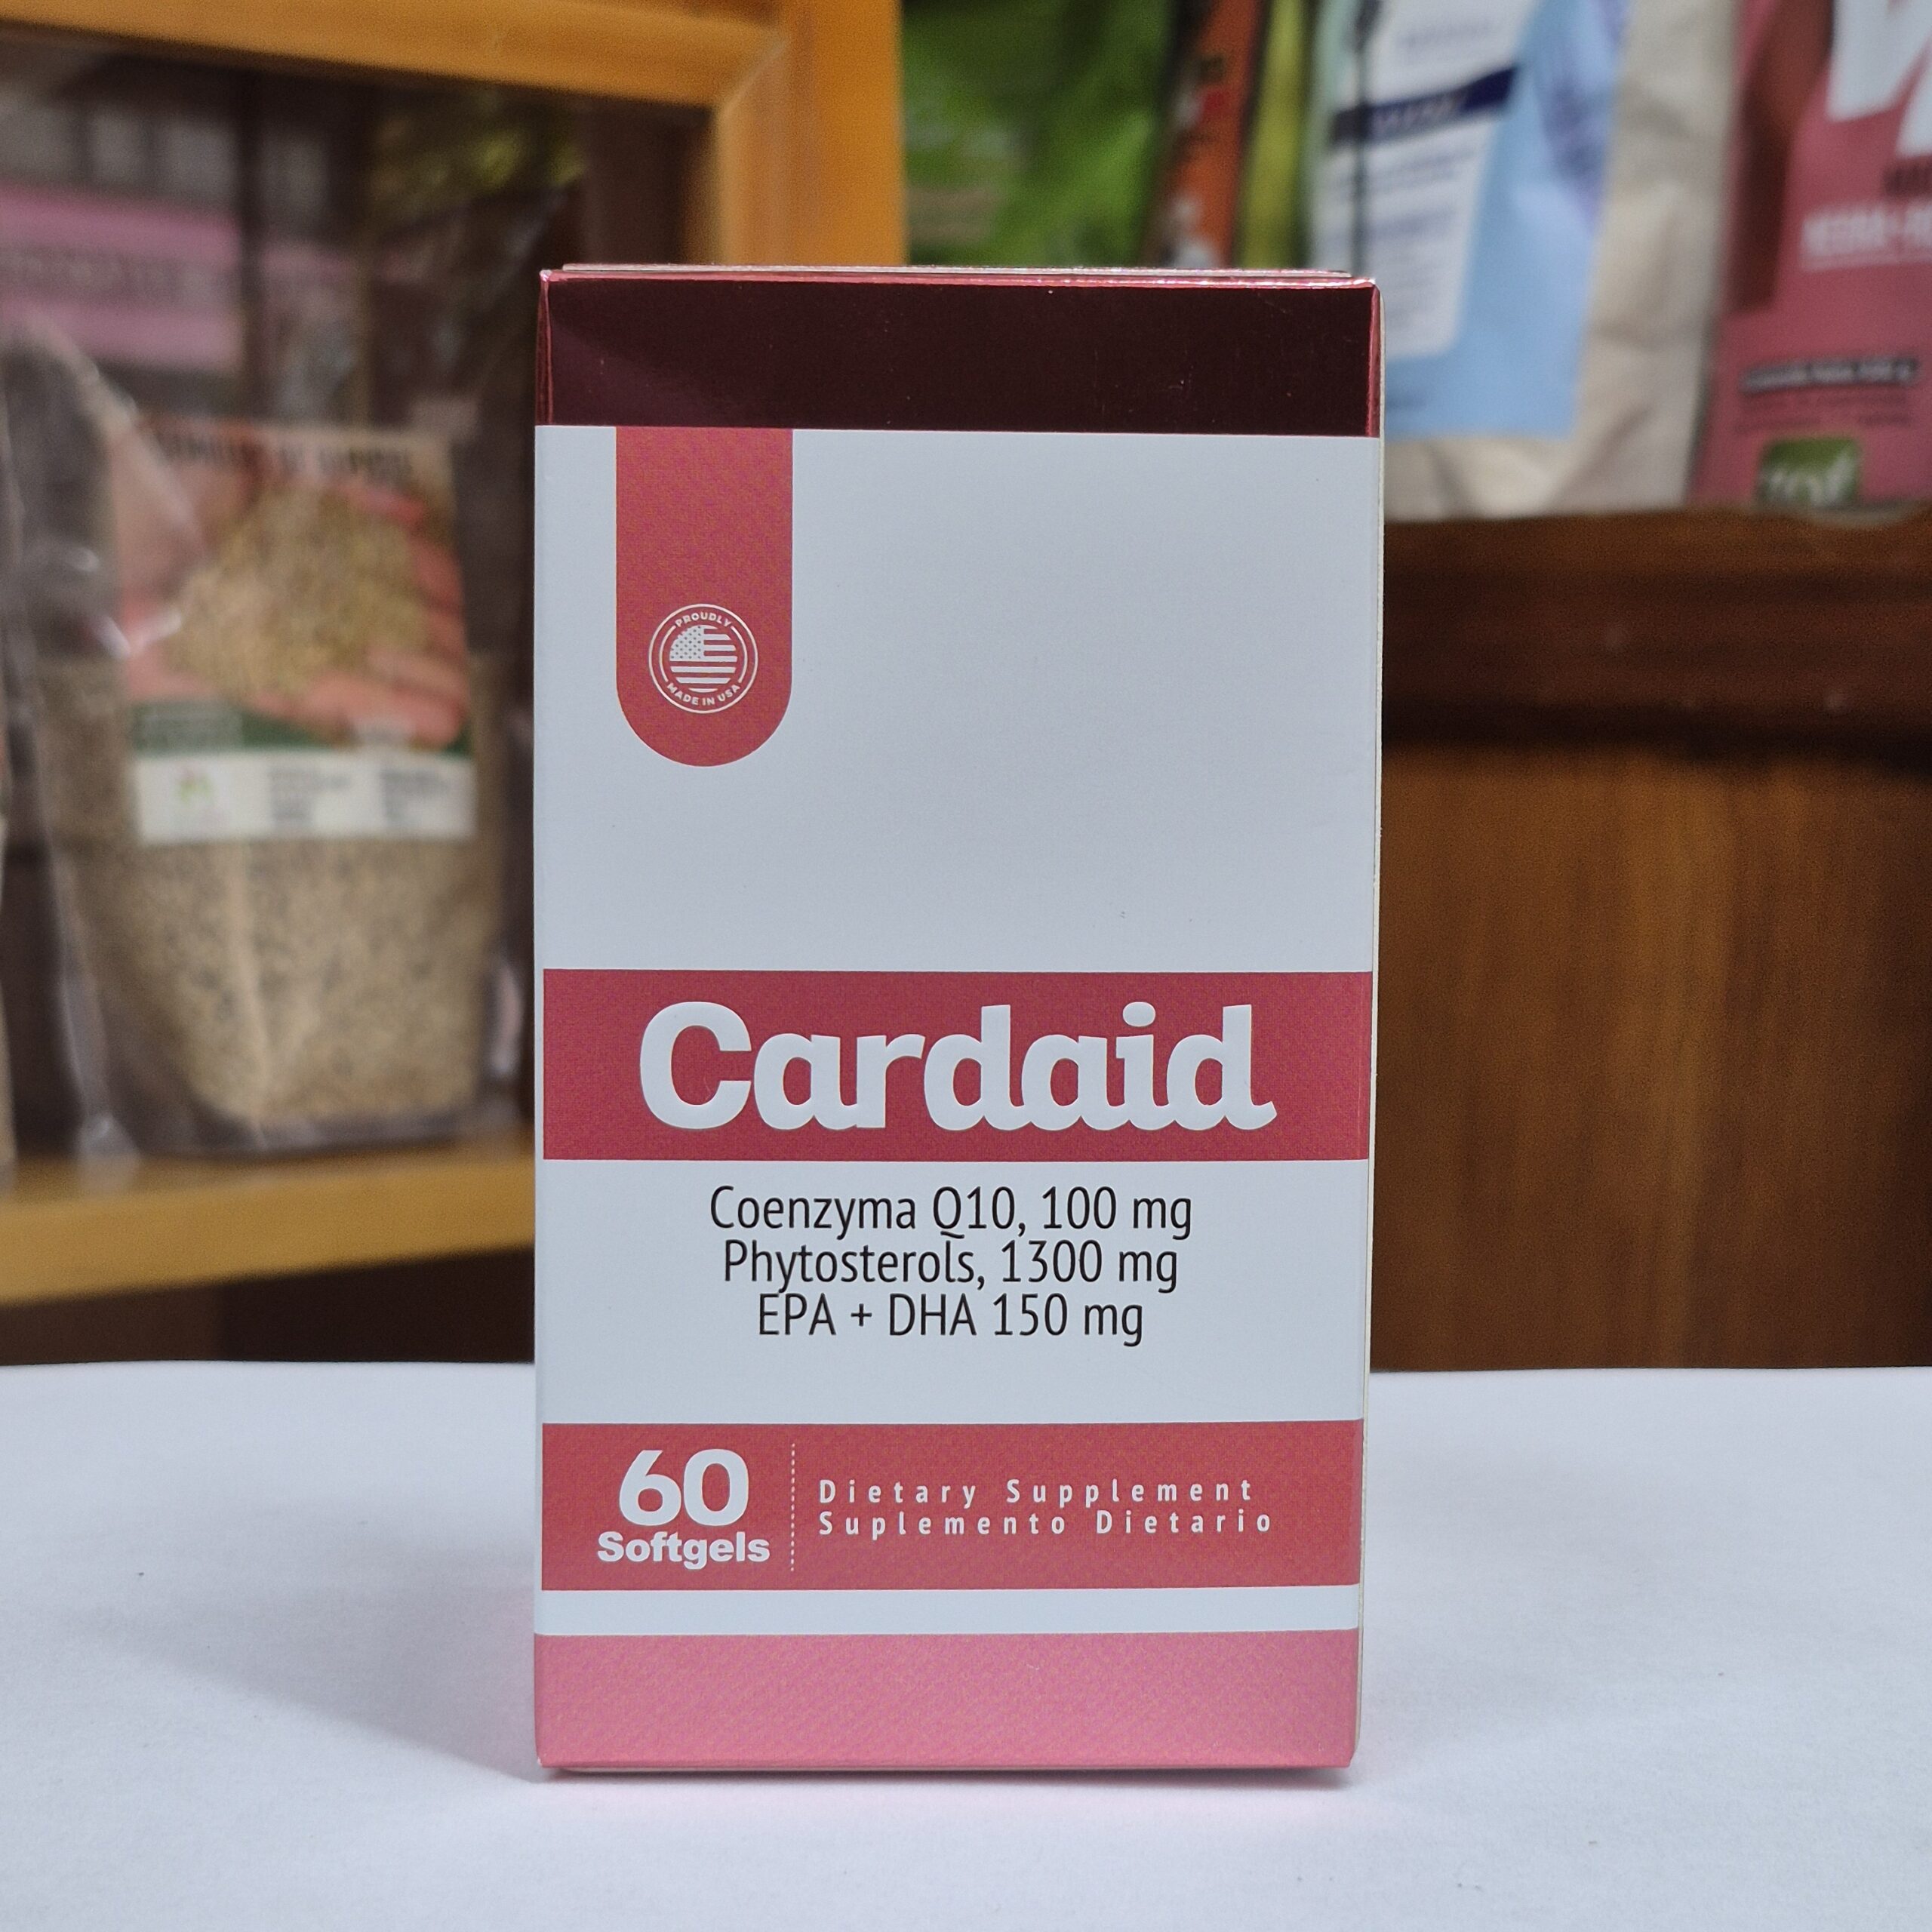 PROUDLY
MADE IN USA
Cardaid
Coenzyma Q10, 100 mg
Phytosterols, 1300 mg
EPA + DHA 150 mg
60
Softgels
Dietary Supplement
Suplemento Dietario